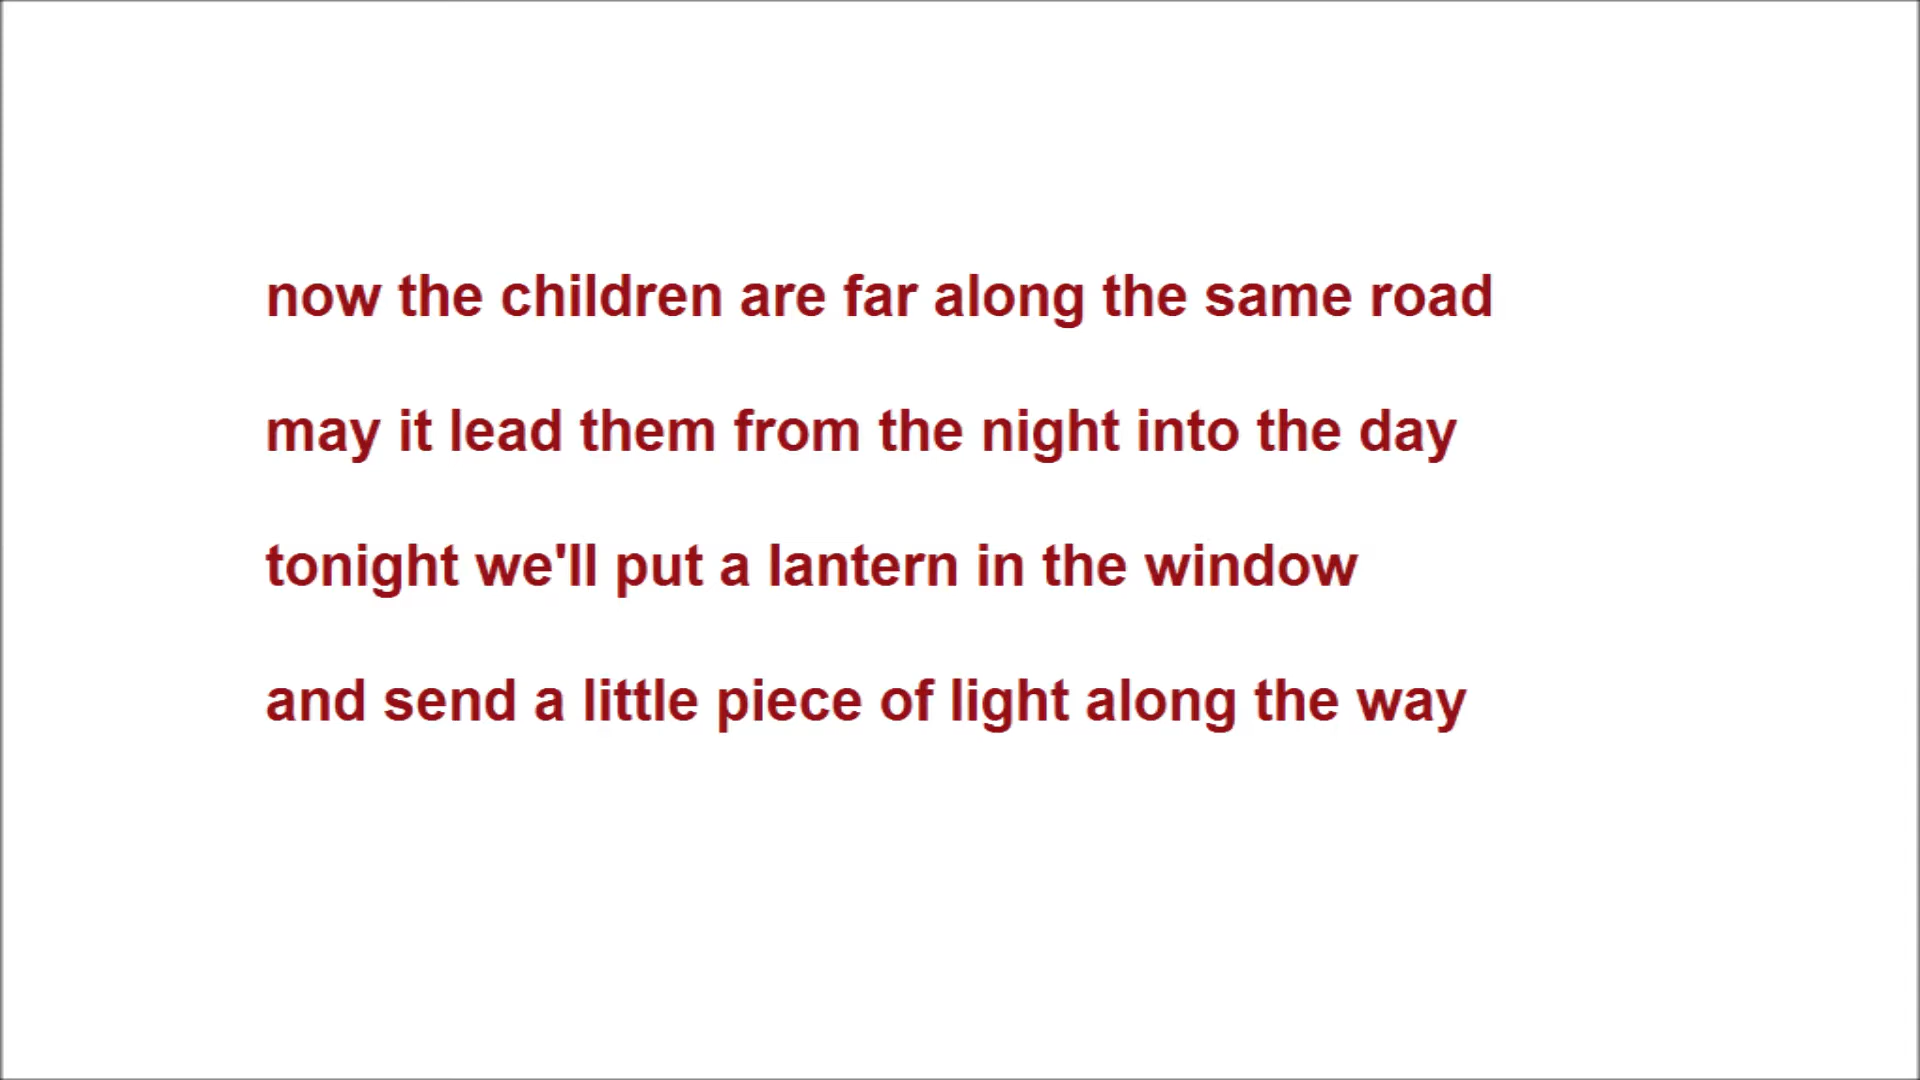 now the children are far along the same road
may it lead them from the night into the day
tonight we'll put a lantern in the window
and send a little piece of light along the way